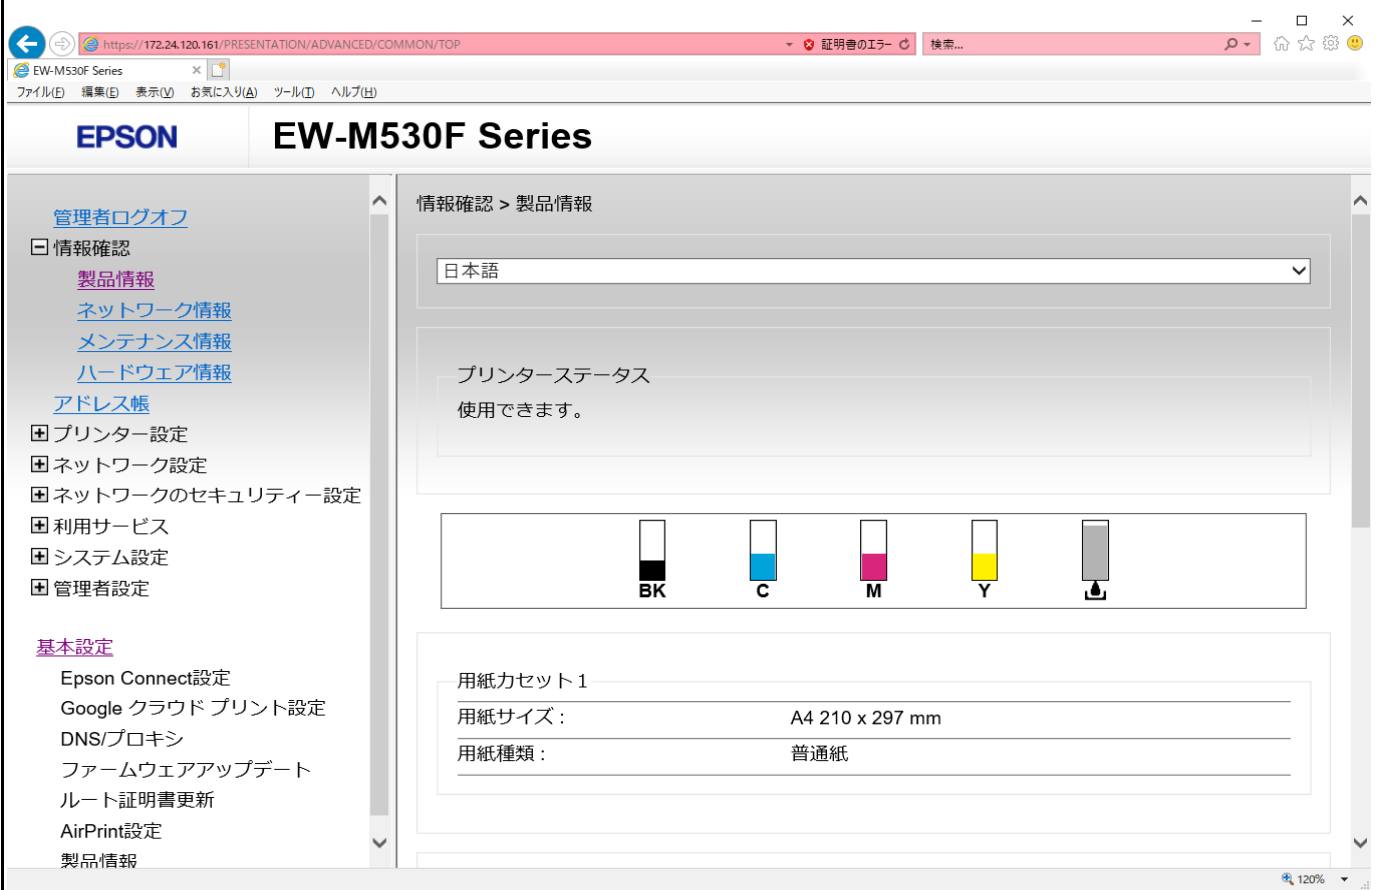 https://172.24.120.161/PRESENTATION/ADVANCED/COMMON/TOP
証明書のエラー
検索...
EW-M530F Series
ファイル(F) 編集(E) 表示(V) お気に入り(A) ツール(T) ヘルプ(H)
EPSON
EW-M530F Series
管理者ログオフ
情報確認
製品情報
ネットワーク情報
メンテナンス情報
ハードウェア情報
アドレス帳
プリンター設定
ネットワーク設定
ネットワークのセキュリティー設定
利用サービス
システム設定
管理者設定
基本設定
Epson Connect設定
Google クラウド プリント設定
DNS/プロキシ
ファームウェアアップデート
ルート証明書更新
AirPrint設定
製品情報
情報確認 > 製品情報
日本語
プリンターステータス
使用できます。
BK C M Y
用紙カセット１
用紙サイズ : A4 210 x 297 mm
用紙種類 : 普通紙
120%